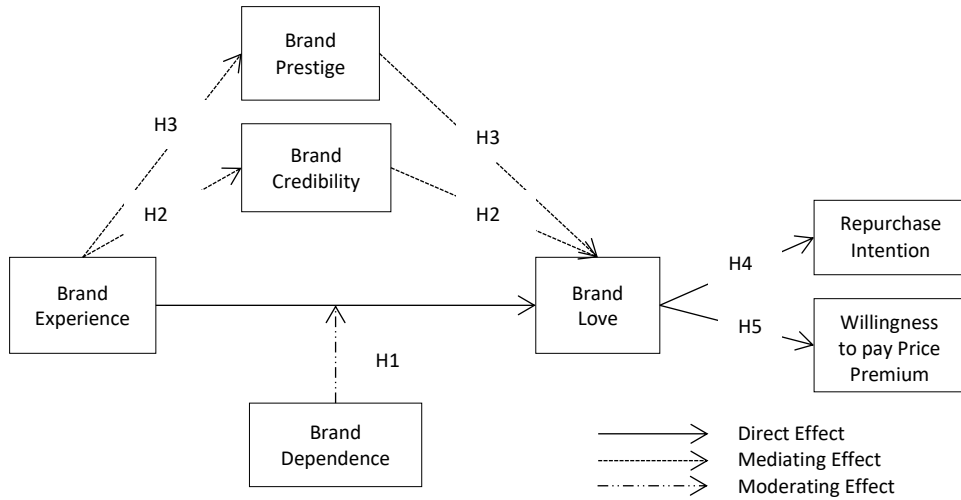 Brand
Prestige
H3
H3
Brand
Credibility
H2
H2
Repurchase
Intention
H4
Brand
Experience
Brand
Love
H5
Willingness
to pay Price
Premium
H1
Brand
Dependence
Direct Effect
Mediating Effect
Moderating Effect